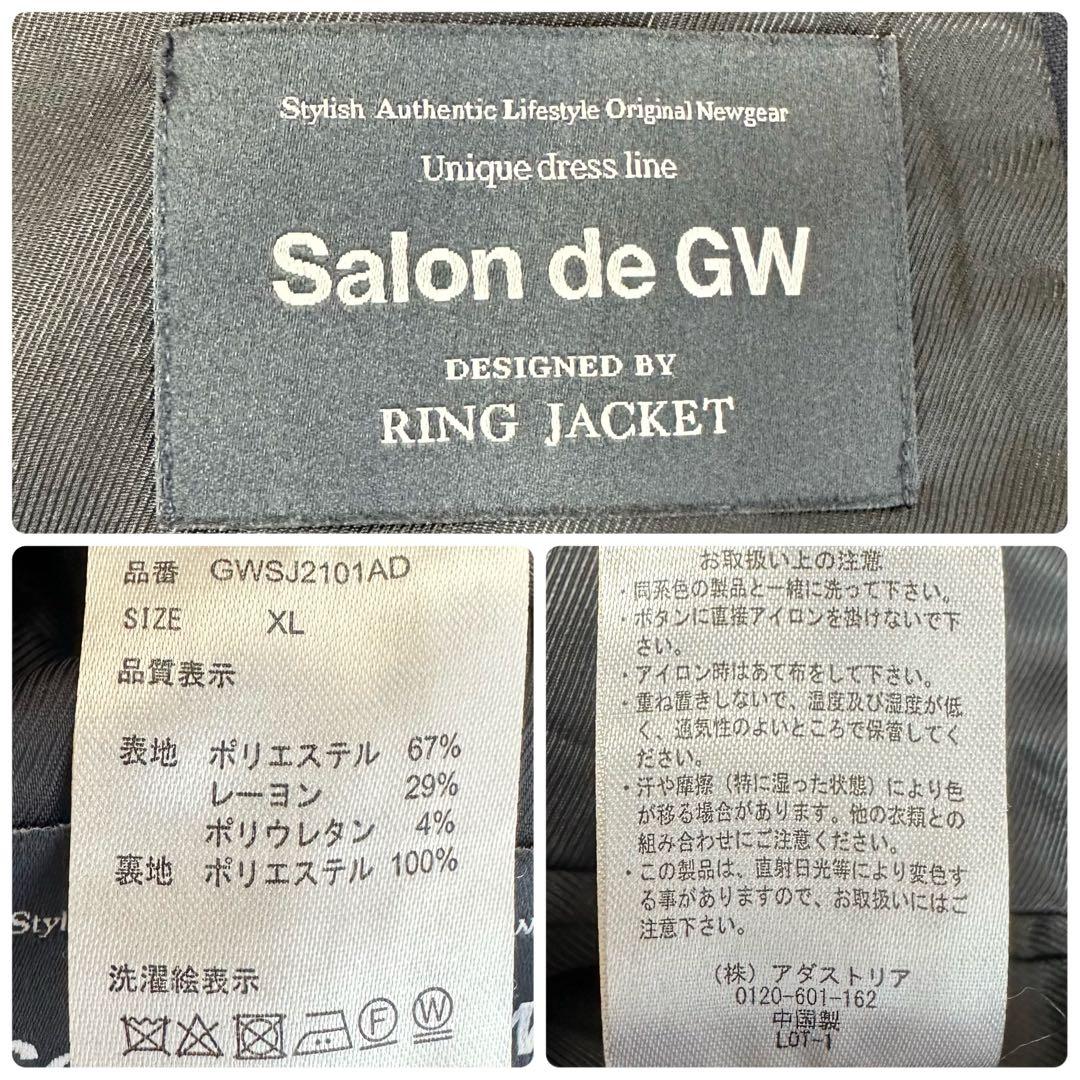 Stylish Authentic Lifestyle Original Newgear
Unique dress line
Salon de GW
DESIGNED BY
RING JACKET
品番 GWSJ2101AD
SIZE XL
品質表示
表地 ポリエステル 67%
レーヨン 29%
ポリウレタン 4%
裏地 ポリエステル 100%
Styl
洗濯絵表示
F W
お取扱い上の注意
・同系色の製品と一緒に洗って下さい。
・ボタンに直接アイロンを掛けないで下
さい。
・アイロン時はあて布をして下さい。
・重ね置きしないで、温度及び湿度が低
く、通気性のよいところで保管してく
ださい。
・汗や摩擦（特に湿った状態）により色
が移る場合があります。他の衣類との
組み合わせにご注意ください。
・この製品は、直射日光等により変色す
る事がありますので、お取扱いにはご
注意下さい。
（株）アダストリア
0120-601-162
中国製
LOT-1